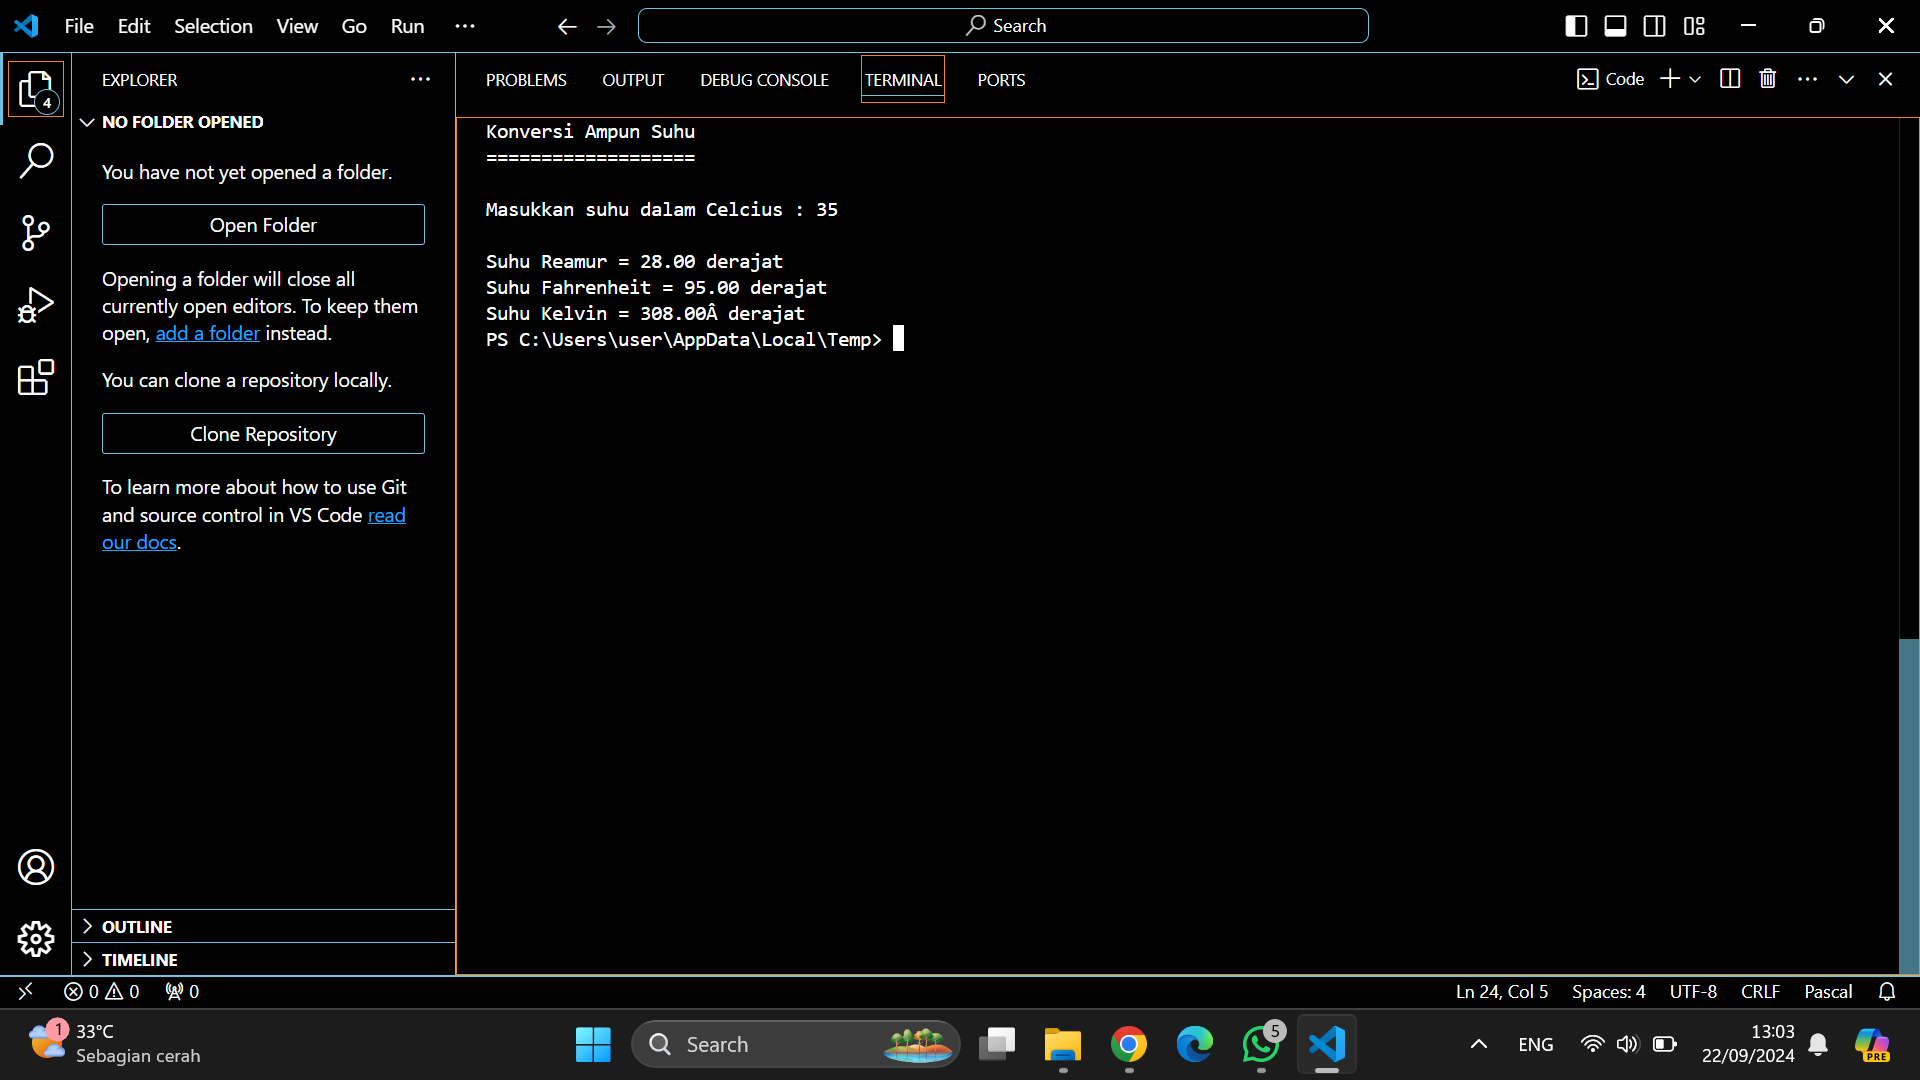 File Edit Selection View Go Run ···
Search
EXPLORER ···
4
NO FOLDER OPENED
You have not yet opened a folder.
Open Folder
Opening a folder will close all
currently open editors. To keep them
open, add a folder instead.
You can clone a repository locally.
Clone Repository
To learn more about how to use Git
and source control in VS Code read
our docs.
OUTLINE
TIMELINE
PROBLEMS OUTPUT DEBUG CONSOLE TERMINAL PORTS
Code
Konversi Ampun Suhu
===================
Masukkan suhu dalam Celcius : 35
Suhu Reamur = 28.00 derajat
Suhu Fahrenheit = 95.00 derajat
Suhu Kelvin = 308.00Â derajat
PS C:\Users\user\AppData\Local\Temp>
0 0 0
Ln 24, Col 5 Spaces: 4 UTF-8 CRLF Pascal
1
33°C
Sebagian cerah
Search
5
ENG
13:03
22/09/2024
PRE